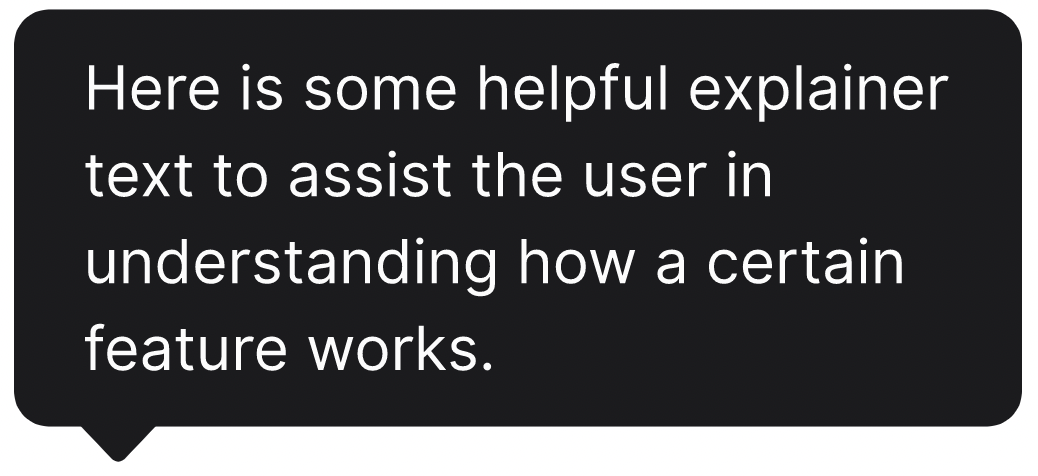 Here is some helpful explainer
text to assist the user in
understanding how a certain
feature works.